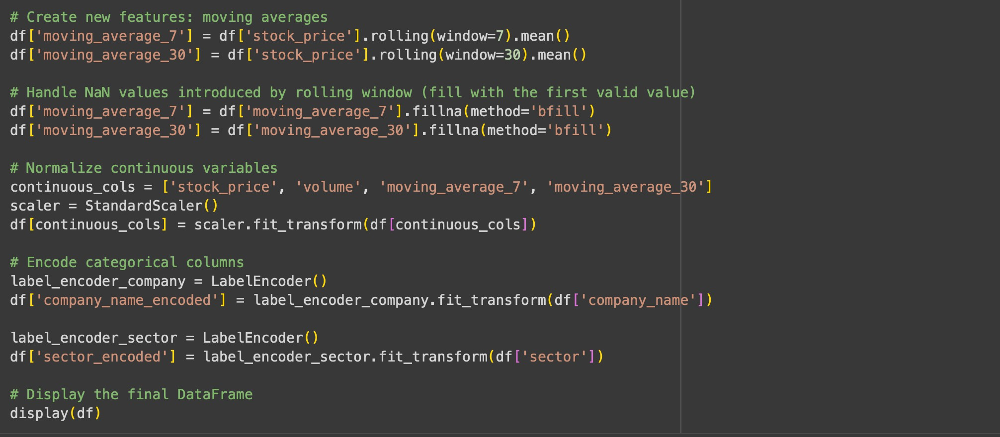 # Create new features: moving averages
df['moving_average_7'] = df['stock_price'].rolling(window=7).mean()
df['moving_average_30'] = df['stock_price'].rolling(window=30).mean()

# Handle NaN values introduced by rolling window (fill with the first valid value)
df['moving_average_7'] = df['moving_average_7'].fillna(method='bfill')
df['moving_average_30'] = df['moving_average_30'].fillna(method='bfill')

# Normalize continuous variables
continuous_cols = ['stock_price', 'volume', 'moving_average_7', 'moving_average_30']
scaler = StandardScaler()
df[continuous_cols] = scaler.fit_transform(df[continuous_cols])

# Encode categorical columns
label_encoder_company = LabelEncoder()
df['company_name_encoded'] = label_encoder_company.fit_transform(df['company_name'])

label_encoder_sector = LabelEncoder()
df['sector_encoded'] = label_encoder_sector.fit_transform(df['sector'])

# Display the final DataFrame
display(df)